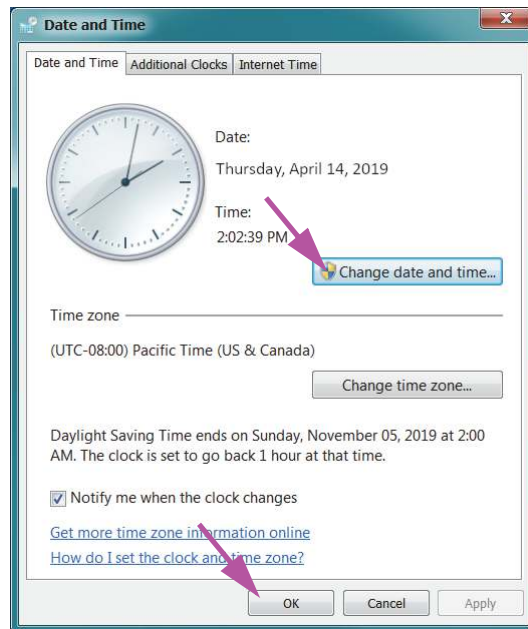 Date and Time
Date and Time Additional Clocks Internet Time
Date:
Thursday, April 14, 2019
Time:
2:02:39 PM
Change date and time...
Time zone
(UTC-08:00) Pacific Time (US & Canada)
Change time zone...
Daylight Saving Time ends on Sunday, November 05, 2019 at 2:00
AM. The clock is set to go back 1 hour at that time.
Notify me when the clock changes
Get more time zone information online
How do I set the clock and time zone?
OK Cancel Apply